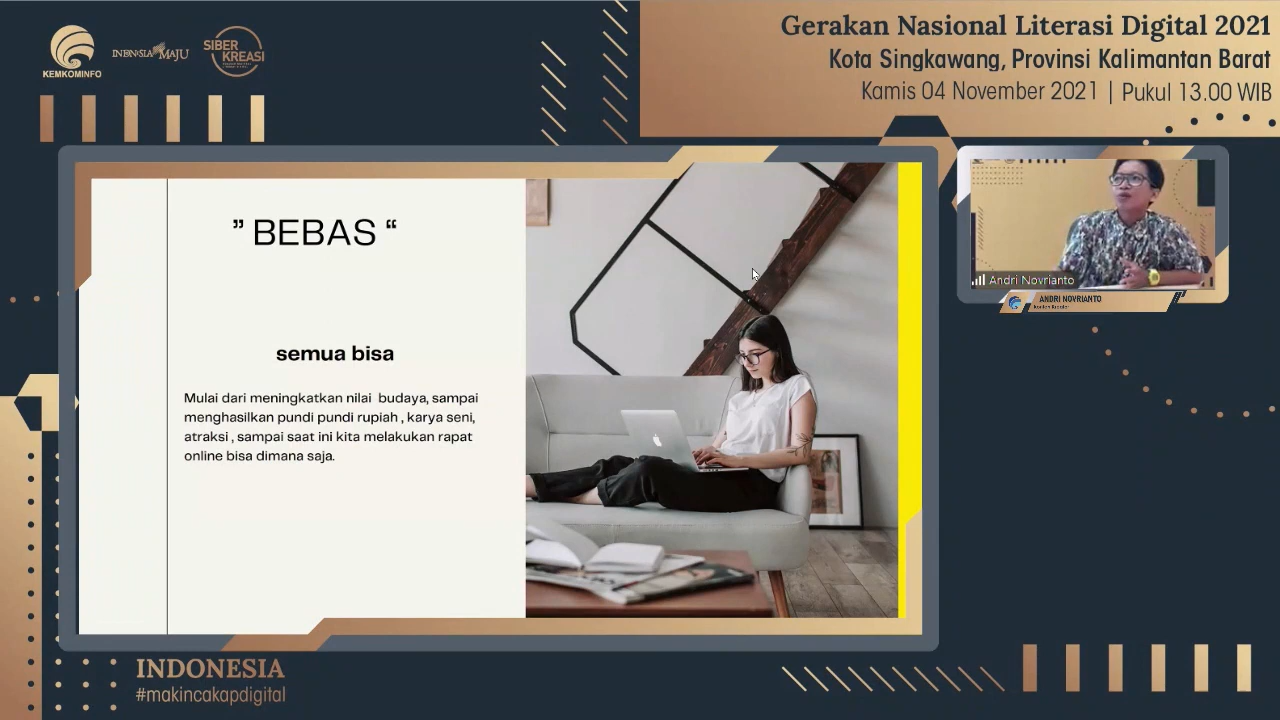 KEMKOMINFO
INDONESIA MAJU
SIBER
KREASI
Gerakan Nasional Literasi Digital 2021
Kota Singkawang, Provinsi Kalimantan Barat
Kamis 04 November 2021 | Pukul 13.00 WIB
” BEBAS “
semua bisa
Mulai dari meningkatkan nilai budaya, sampai
menghasilkan pundi pundi rupiah , karya seni,
atraksi , sampai saat ini kita melakukan rapat
online bisa dimana saja.
Andri Novrianto
ANDRI NOVRIANTO
INDONESIA
#makincakapdigital